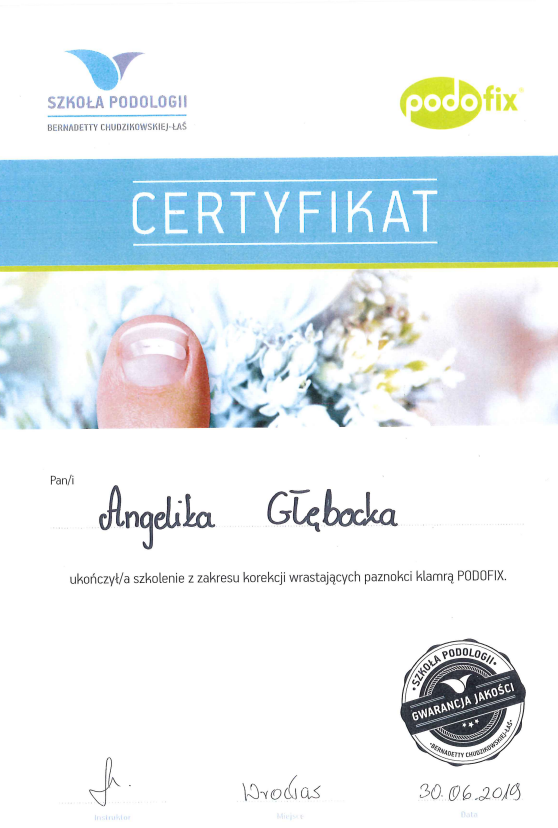 SZKOŁA PODOLOGII
BERNADETTY CHUDZIKOWSKIEJ-ŁAŚ
podofix®
CERTYFIKAT
Pan/i
Angelika Głębocka
ukończył/a szkolenie z zakresu korekcji wrastających paznokci klamrą PODOFIX.
SZKOŁA PODOLOGII
GWARANCJA JAKOŚCI
BERNADETTY CHUDZIKOWSKIEJ-ŁAŚ
30.06.2019
Instruktor
Miejsce
Data